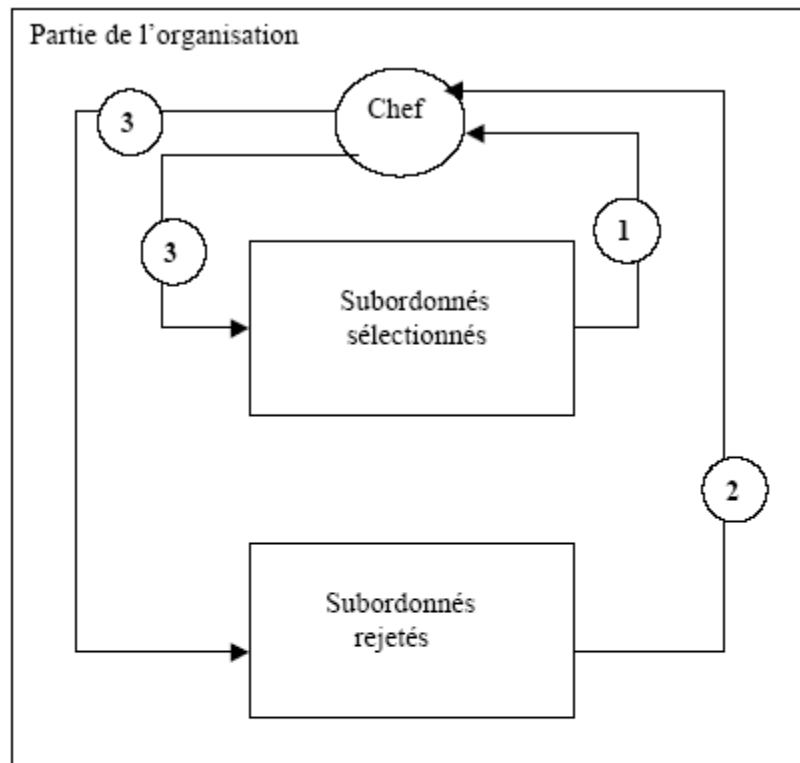 Partie de l'organisation
Chef
3
3
1
Subordonnés
sélectionnés
2
Subordonnés
rejetés